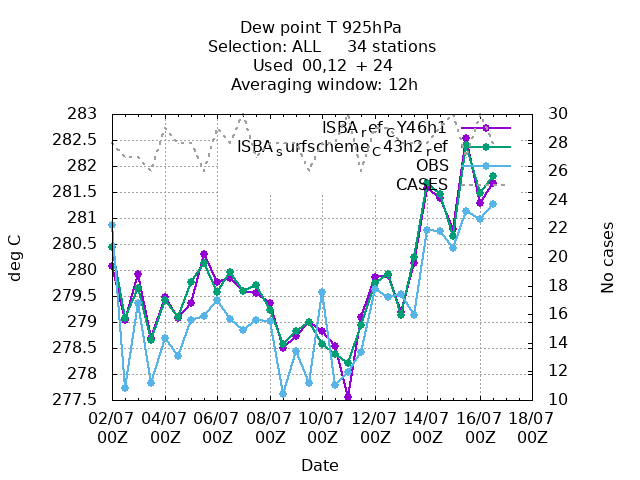 Dew point T 925hPa
Selection: ALL 34 stations
Used 00,12 + 24
Averaging window: 12h
283
282.5
282
281.5
281
280.5
280
279.5
279
278.5
278
277.5
deg C
30
28
26
24
22
20
18
16
14
12
10
No cases
ISBA_ref_CY46h1
ISBA_surfscheme_C43h2_ref
OBS
CASES
02/07 04/07 06/07 08/07 10/07 12/07 14/07 16/07 18/07
00Z 00Z 00Z 00Z 00Z 00Z 00Z 00Z 00Z
Date